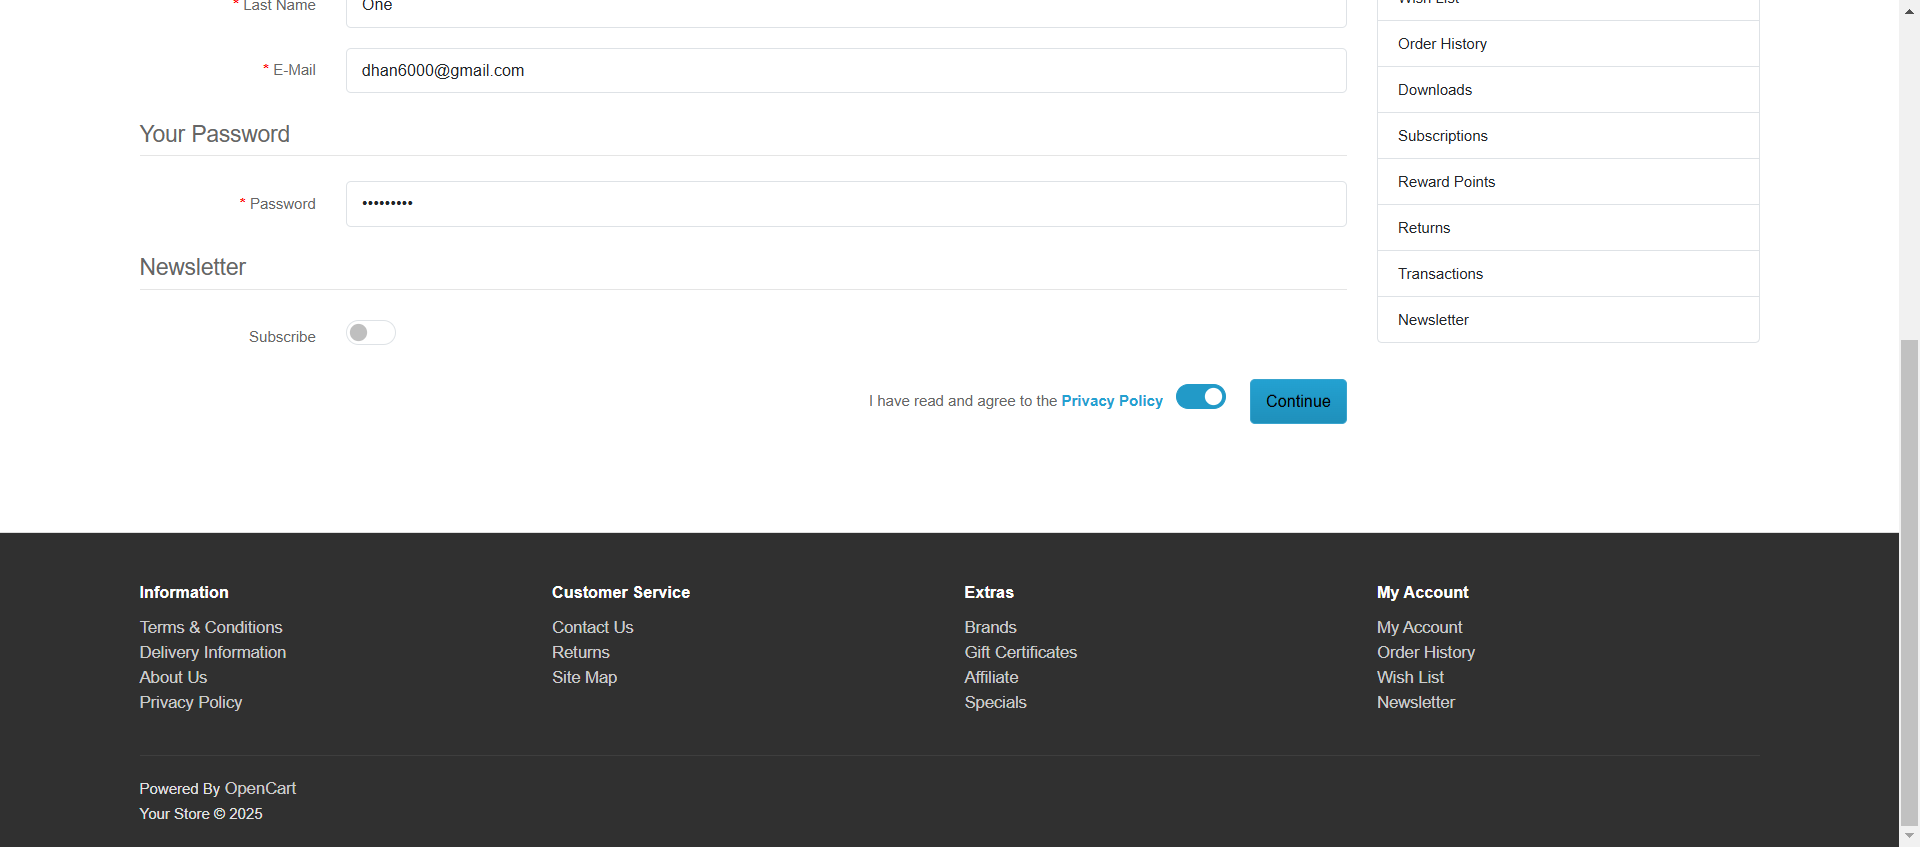 * Last Name
One
* E-Mail
dhan6000@gmail.com
Your Password
* Password
•••••••••
Newsletter
Subscribe
I have read and agree to the Privacy Policy
Continue
Wish List
Order History
Downloads
Subscriptions
Reward Points
Returns
Transactions
Newsletter
Information
Terms & Conditions
Delivery Information
About Us
Privacy Policy
Customer Service
Contact Us
Returns
Site Map
Extras
Brands
Gift Certificates
Affiliate
Specials
My Account
My Account
Order History
Wish List
Newsletter
Powered By OpenCart
Your Store © 2025